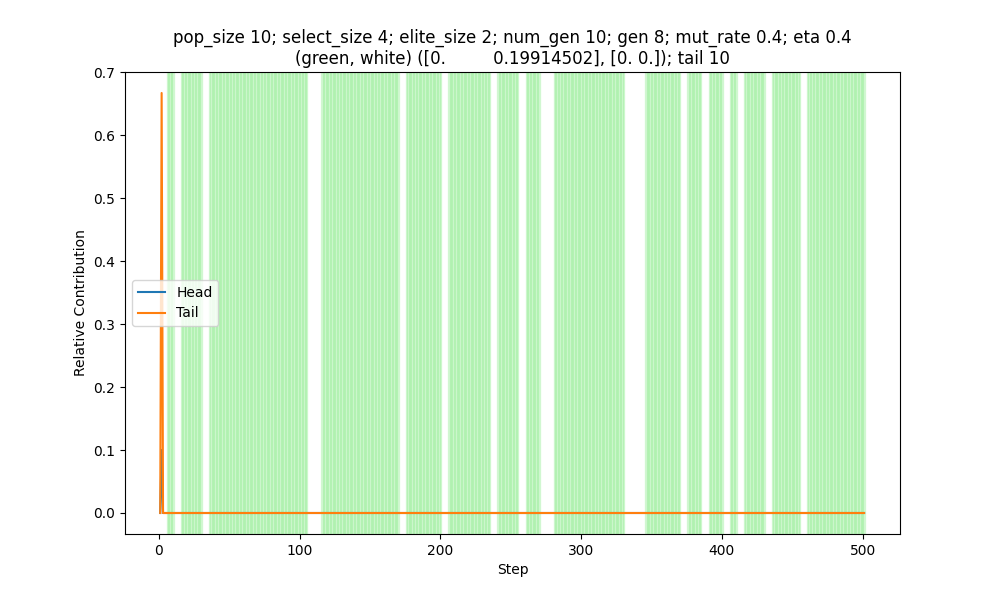 pop_size 10; select_size 4; elite_size 2; num_gen 10; gen 8; mut_rate 0.4; eta 0.4
(green, white) ([0.         0.19914502], [0. 0.]); tail 10
0.7
0.6
0.5
0.4
0.3
0.2
0.1
0.0
Relative Contribution
Head
Tail
0
100
200
300
400
500
Step